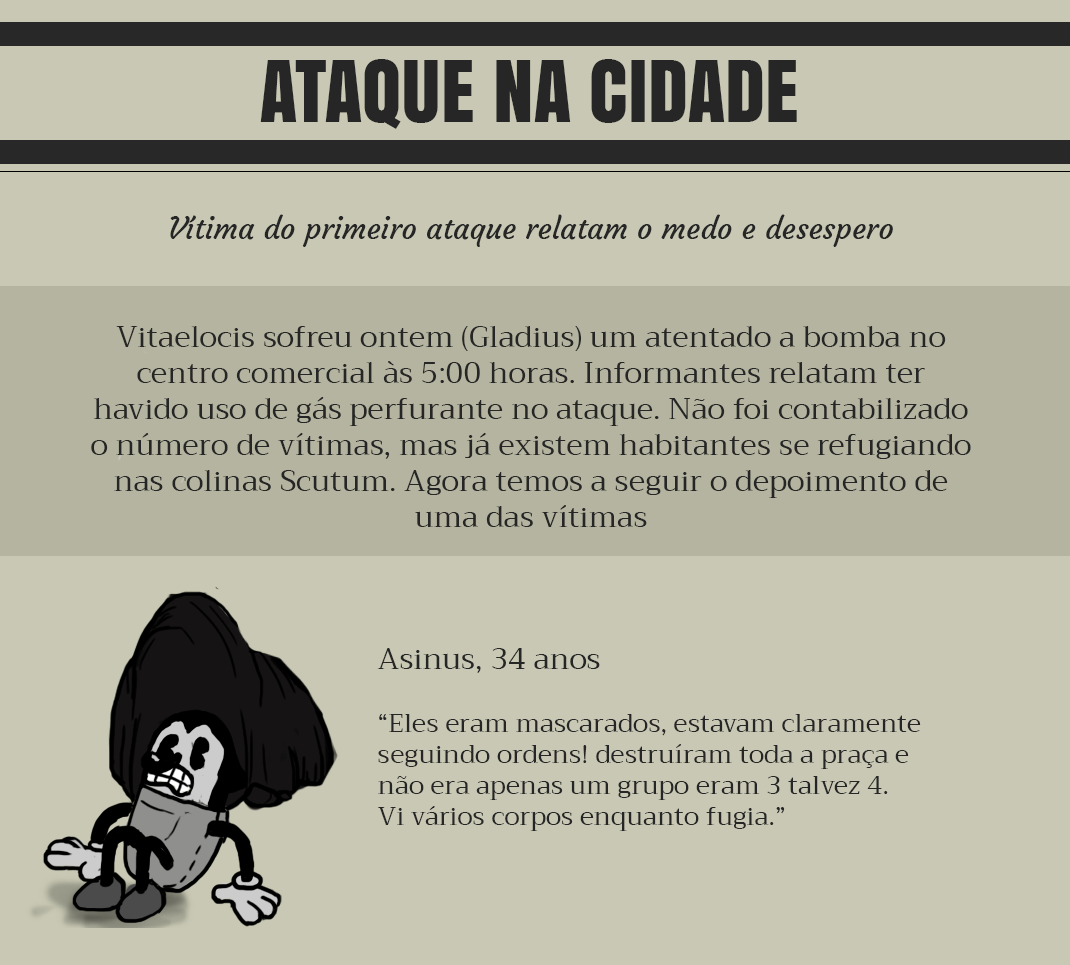 ATAQUE NA CIDADE
Vítima do primeiro ataque relatam o medo e desespero
Vitaelocis sofreu ontem (Gladius) um atentado a bomba no
centro comercial às 5:00 horas. Informantes relatam ter
havido uso de gás perfurante no ataque. Não foi contabilizado
o número de vítimas, mas já existem habitantes se refugiando
nas colinas Scutum. Agora temos a seguir o depoimento de
uma das vítimas
Asinus, 34 anos
“Eles eram mascarados, estavam claramente
seguindo ordens! destruíram toda a praça e
não era apenas um grupo eram 3 talvez 4.
Vi vários corpos enquanto fugia.”